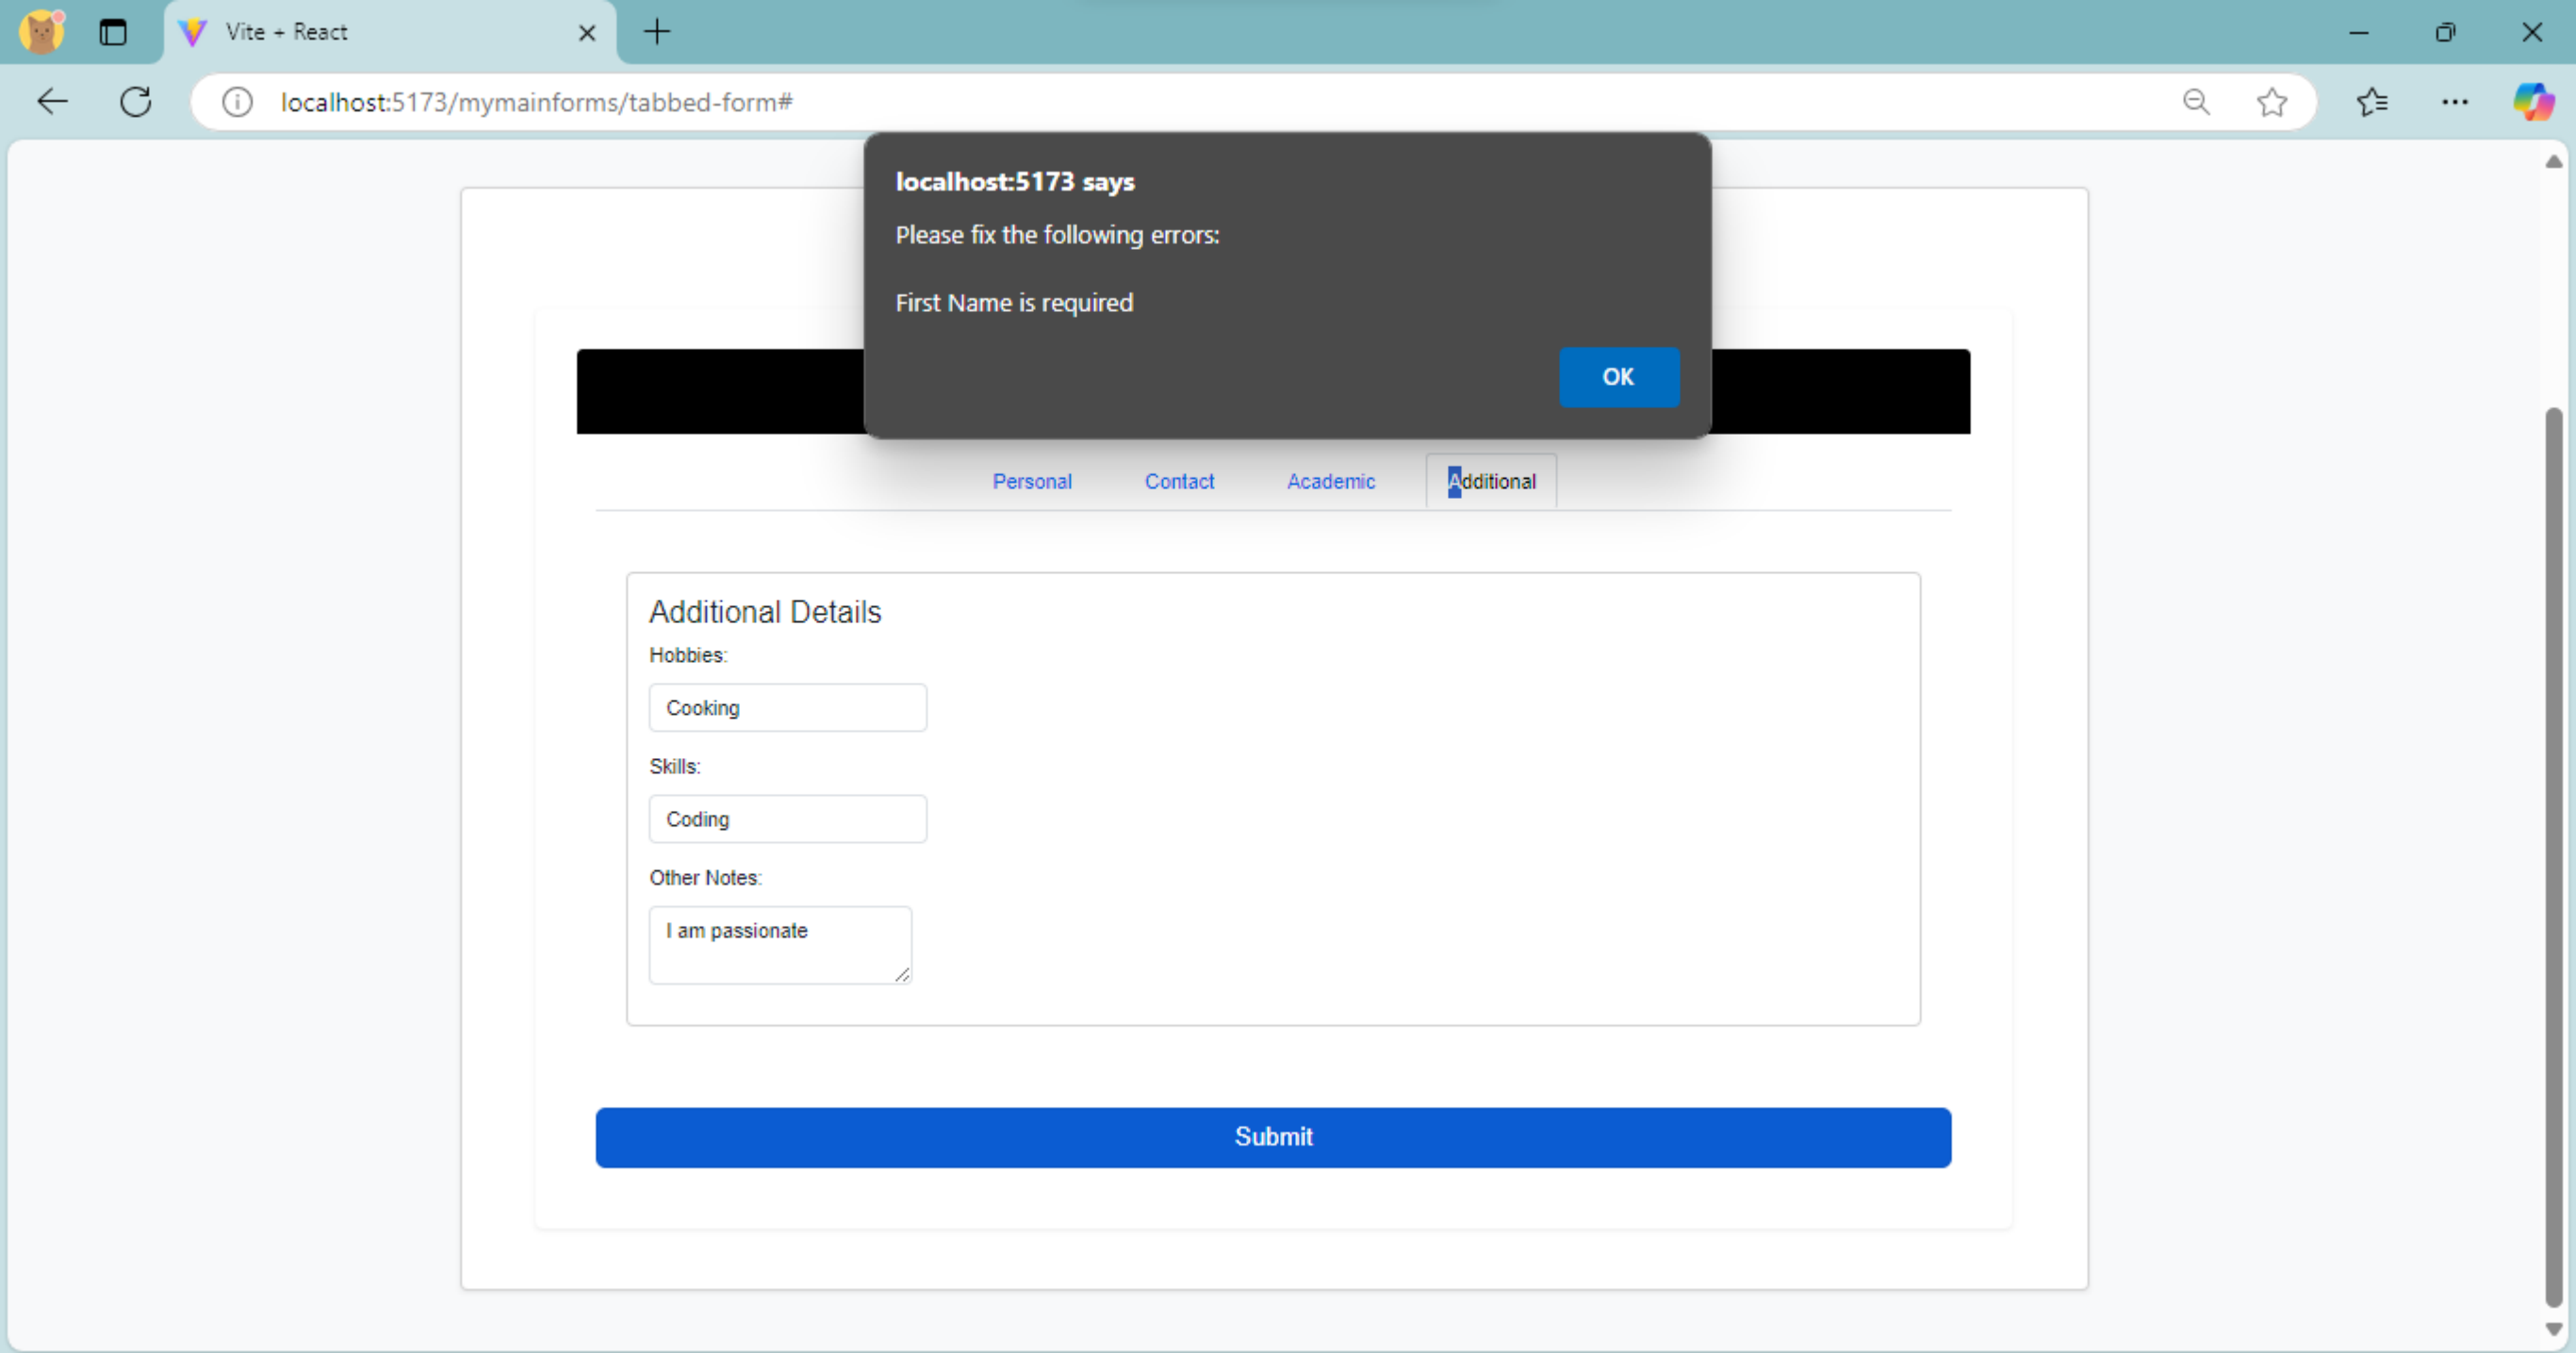 Vite + React
localhost:5173/mymainforms/tabbed-form#
localhost:5173 says
Please fix the following errors:
First Name is required
OK
Personal Contact Academic Additional
Additional Details
Hobbies:
Cooking
Skills:
Coding
Other Notes:
I am passionate
Submit